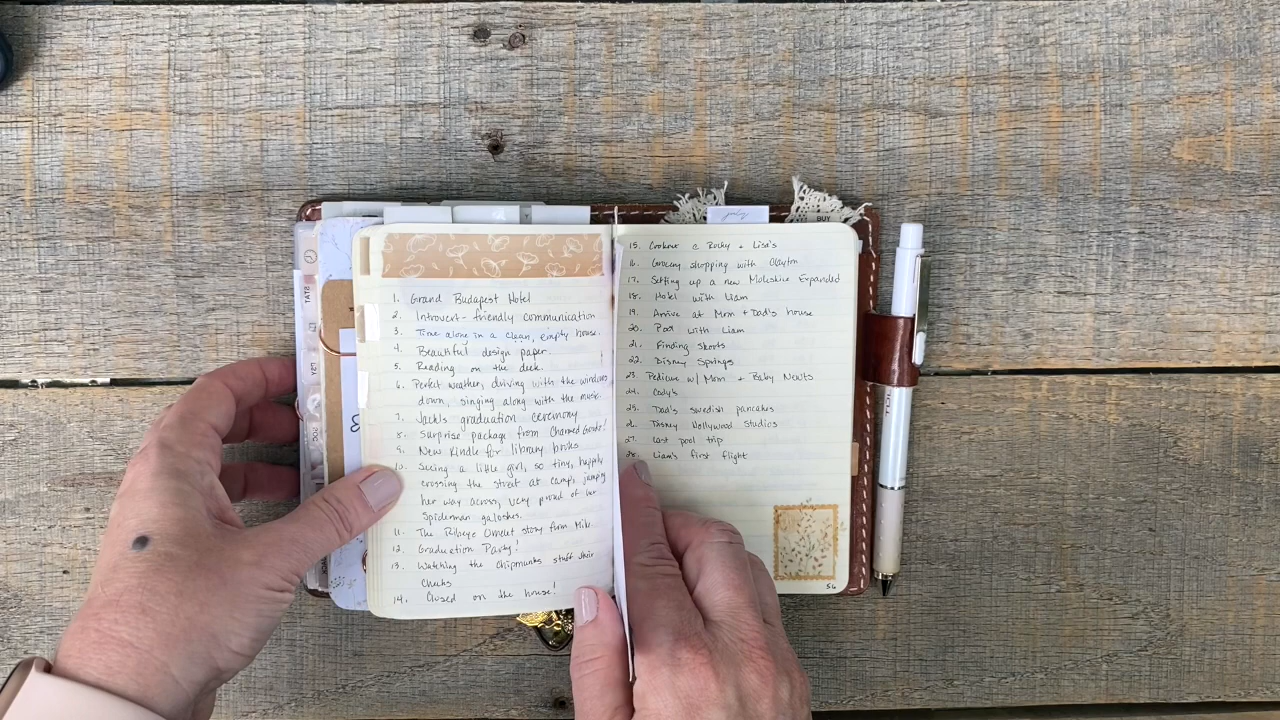 STAT
July
BUY
1. Grand Budapest Hotel
2. Introvert-friendly communication
3. Time alone in a clean, empty house.
4. Beautiful design paper.
5. Reading on the deck.
6. Perfect weather, driving with the windows
down, singing along with the music.
7. Jack's graduation ceremony
8. Surprise package from Charmed
9. New Kindle for library books.
10. Seeing a little girl, so tiny, happily
crossing the street at camp, jumping
her way across, very proud of her
Spiderman galoshes.
11. The Ribeye Omelet story from Mike.
12. Graduation Party!
13. Watching the Chipmunks stuff their
cheeks
14. Closed on the house!
15. Cookout @ Rocky + Lisa's
16. Grocery shopping with Clayton
17. Setting up a new Moleskine Expanded
18. Hotel with Liam
19. Arrive at Mom + Dad's house
20. Pool with Liam
21. Finding shorts
22. Disney Springs
23. Pedicure w/ Mom + Baby Newts
24. Cody's
25. Dad's swedish pancakes
26. Disney Hollywood Studios
27. Last pool trip
28. Liam's first flight
56